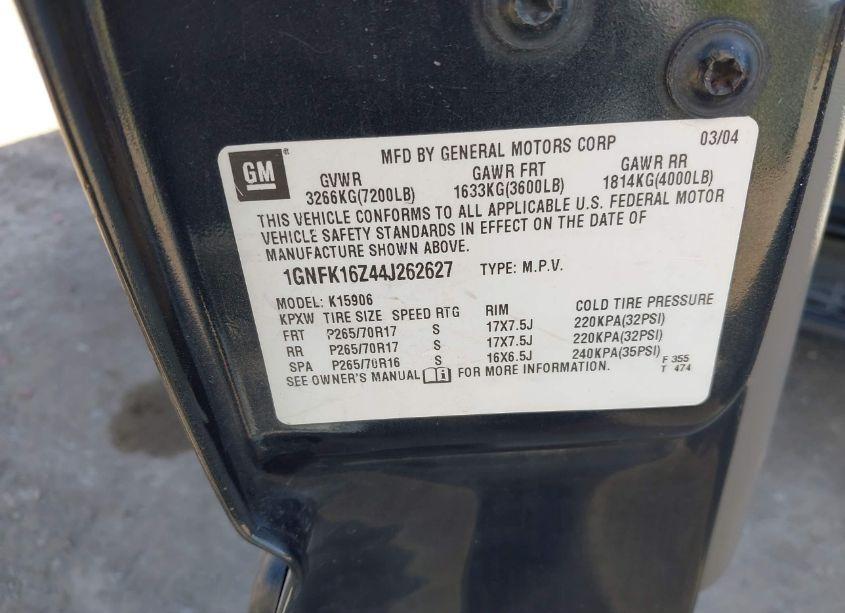 GM
MFD BY GENERAL MOTORS CORP 03/04
GVWR GAWR FRT GAWR RR
3266KG(7200LB) 1633KG(3600LB) 1814KG(4000LB)
THIS VEHICLE CONFORMS TO ALL APPLICABLE U.S. FEDERAL MOTOR
VEHICLE SAFETY STANDARDS IN EFFECT ON THE DATE OF
MANUFACTURE SHOWN ABOVE.
1GNFK16Z44J262627 TYPE: M.P.V.
MODEL: K15906
KPXW TIRE SIZE SPEED RTG RIM COLD TIRE PRESSURE
FRT P265/70R17 S 17X7.5J 220KPA(32PSI)
RR P265/70R17 S 17X7.5J 220KPA(32PSI)
SPA P265/70R16 S 16X6.5J 240KPA(35PSI) F 355
SEE OWNER'S MANUAL FOR MORE INFORMATION. T 474